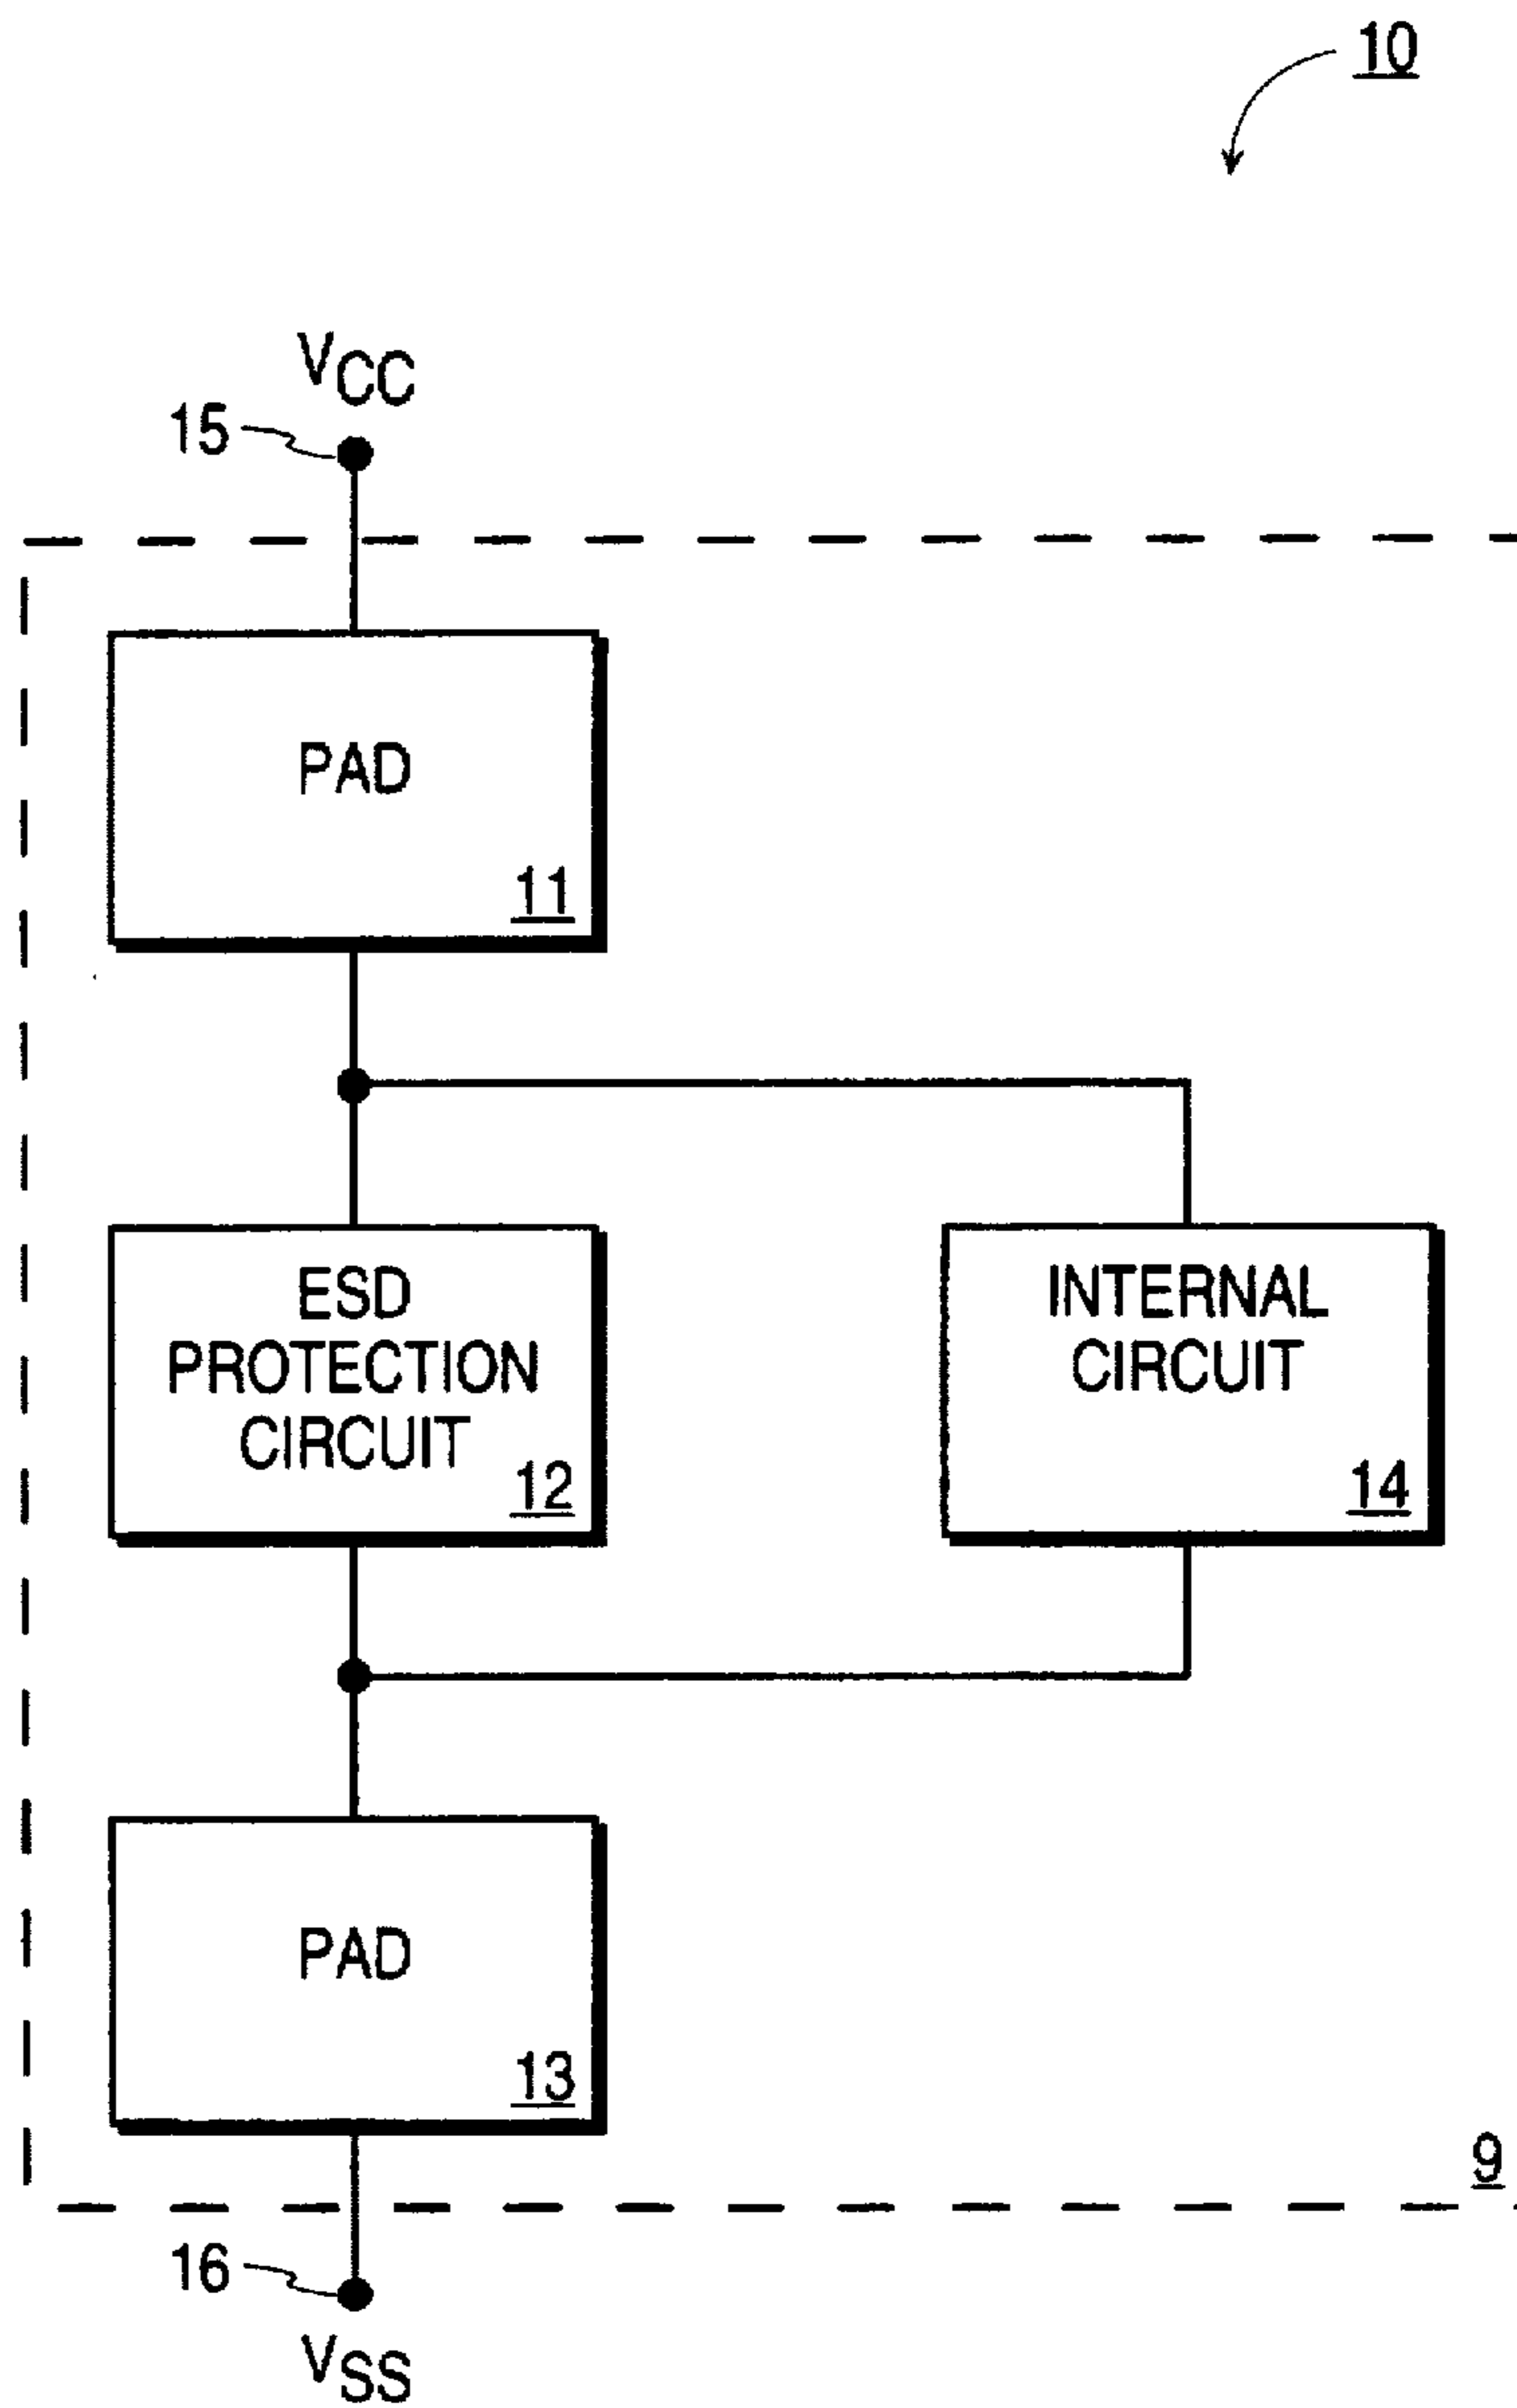 10
VCC
15
PAD
11
ESD
PROTECTION
CIRCUIT
12
INTERNAL
CIRCUIT
14
PAD
13
9
16
VSS